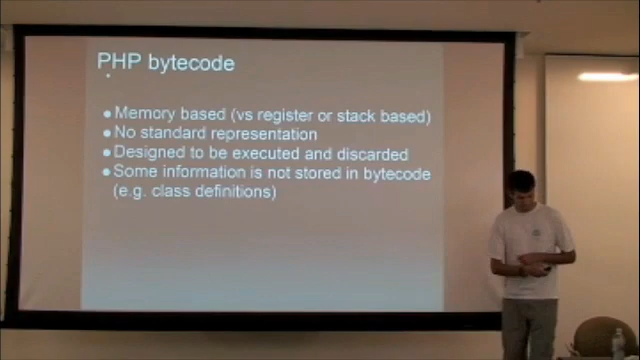 PHP bytecode
● Memory based (vs register or stack based)
● No standard representation
● Designed to be executed and discarded
● Some information is not stored in bytecode
(e.g. class definitions)